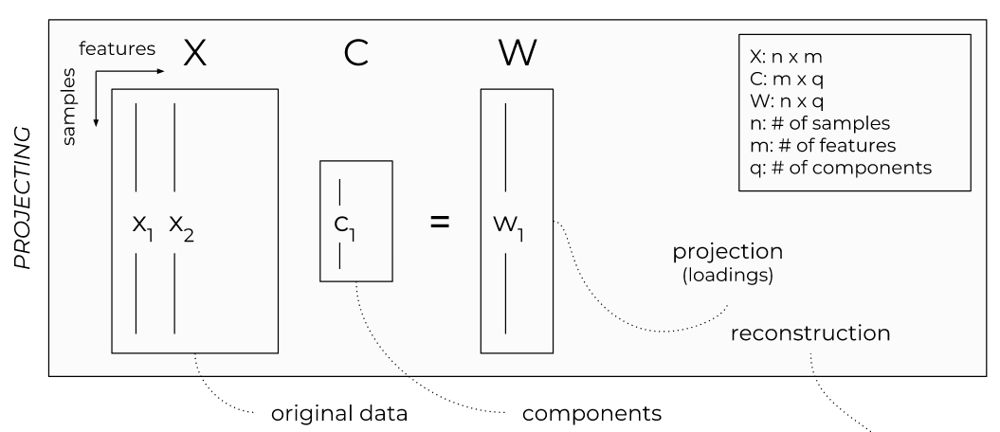 PROJECTING
features
samples
X C W
x1 x2 c1 = w1
X: n x m
C: m x q
W: n x q
n: # of samples
m: # of features
q: # of components
projection
(loadings)
reconstruction
original data
components